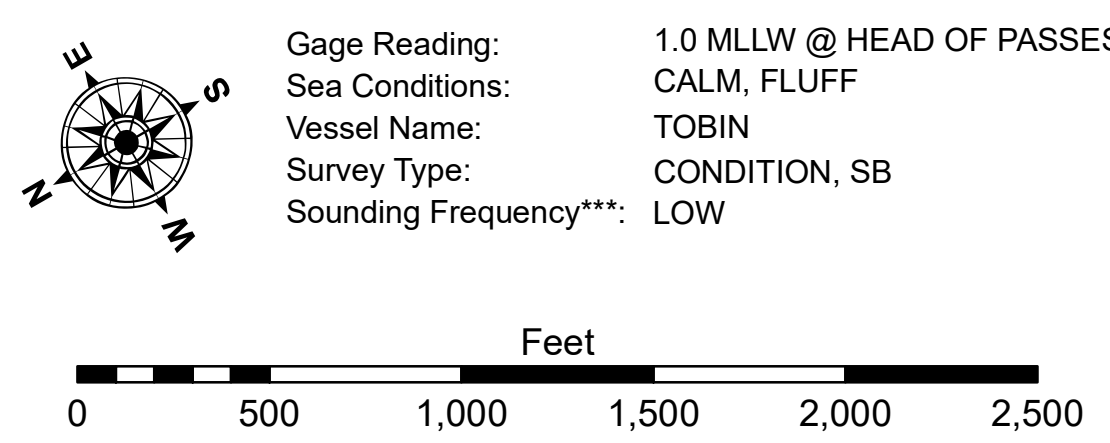 E
S
N
W
Gage Reading: 1.0 MLLW @ HEAD OF PASSES
Sea Conditions: CALM, FLUFF
Vessel Name: TOBIN
Survey Type: CONDITION, SB
Sounding Frequency***: LOW
Feet
0 500 1,000 1,500 2,000 2,500